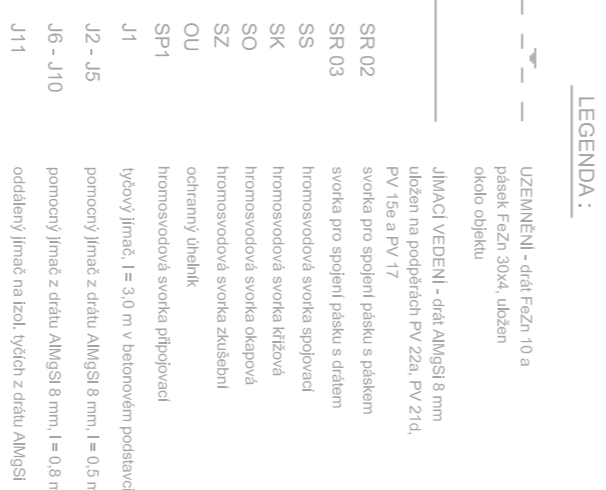 LEGENDA :
UZEMNĚNÍ - drát FeZn 10 a
pásek FeZn 30x4, uložen
okolo objektu
JÍMACÍ VEDENÍ - drát AlMgSi 8 mm
uložen na podpěrách PV 22a, PV 21d,
PV 15e a PV 17
SR 02 svorka pro spojení pásku s páskem
SR 03 svorka pro spojení pásku s drátem
SS hromosvodová svorka spojovací
SK hromosvodová svorka křížová
SO hromosvodová svorka okapová
SZ hromosvodová svorka zkušební
OU ochranný úhelník
SP1 hromosvodová svorka připojovací
J1 tyčový jímač, l = 3,0 m v betonovém podstavci
J2 - J5 pomocný jímač z drátu AlMgSI 8 mm, l = 0,5 m
J6 - J10 pomocný jímač z drátu AlMgSI 8 mm, l = 0,8 m
J11 oddálený jímač na izol. tyčích z drátu AlMgSi